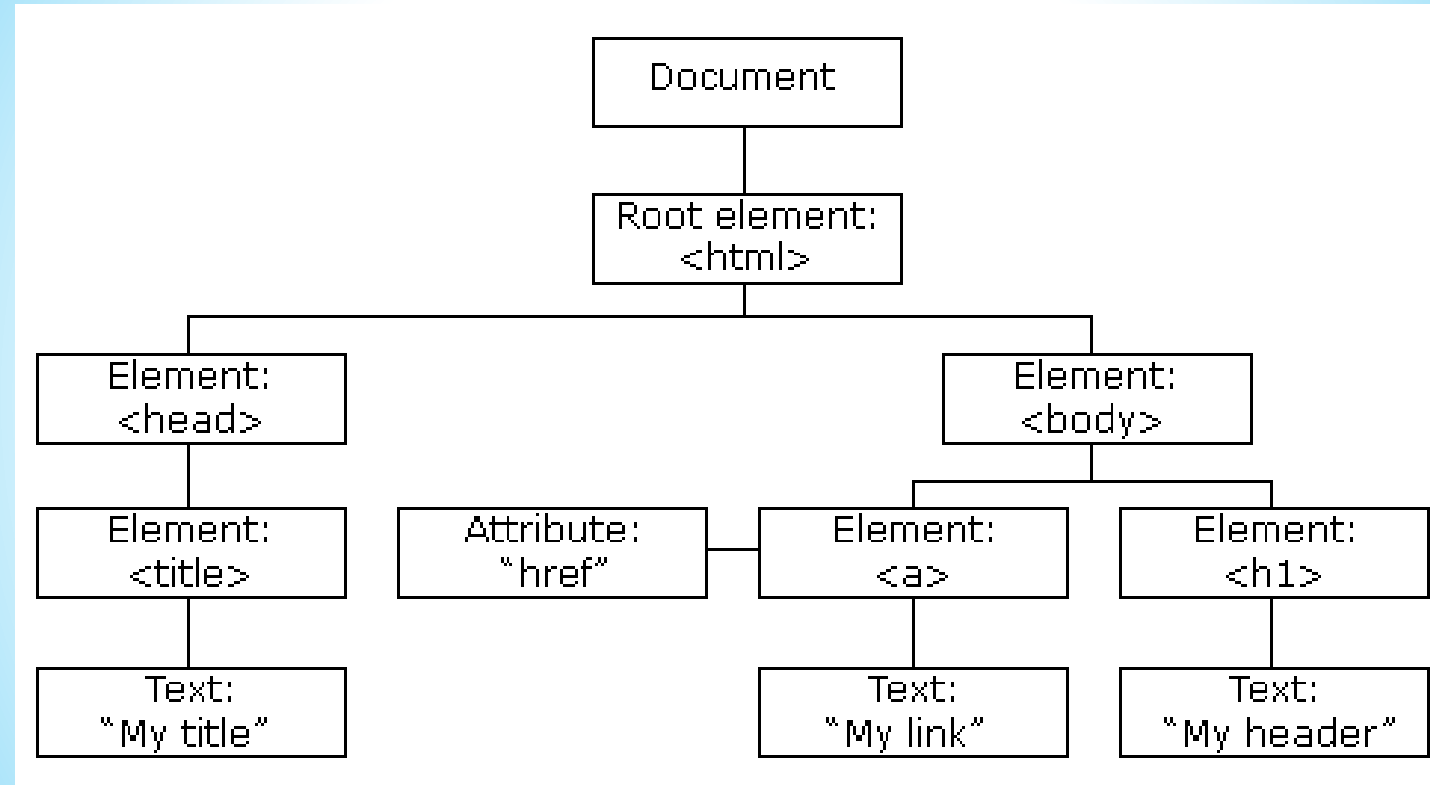 Document
Root element:
<html>
Element:
<head>
Element:
<body>
Element:
<title>
Attribute:
“href”
Element:
<a>
Element:
<h1>
Text:
“My title”
Text:
“My link”
Text:
“My header”